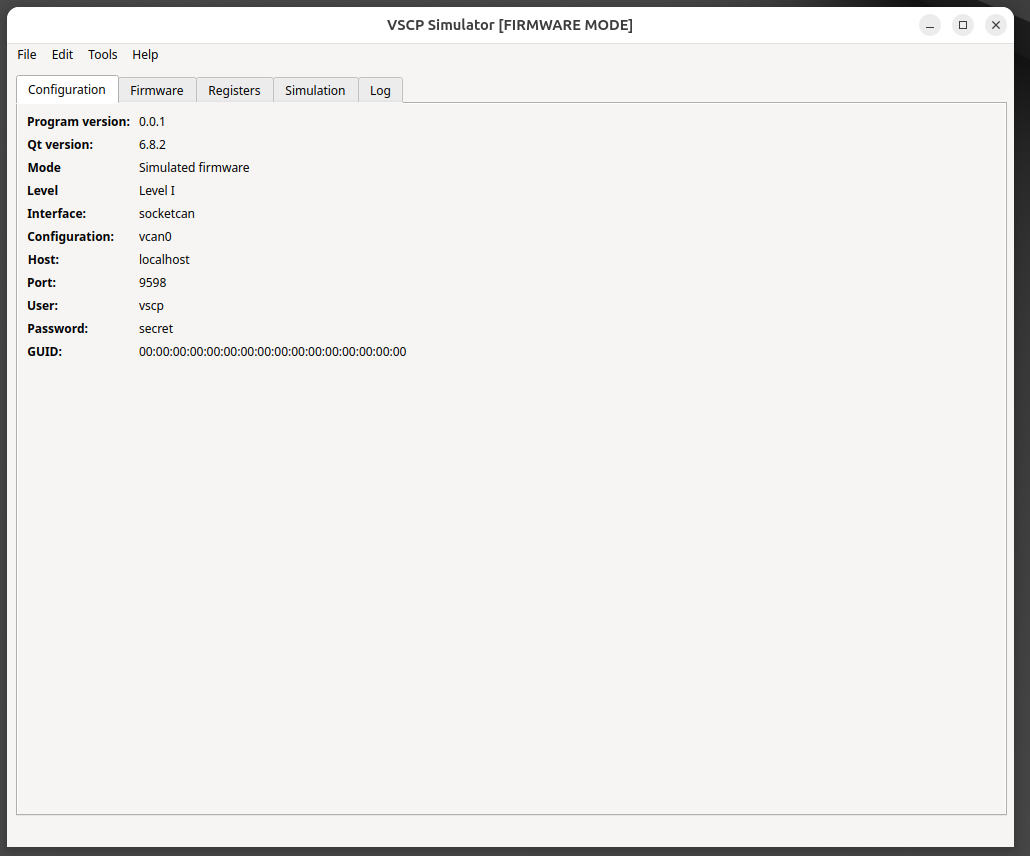 VSCP Simulator [FIRMWARE MODE]
File Edit Tools Help
Configuration Firmware Registers Simulation Log
Program version: 0.0.1
Qt version: 6.8.2
Mode Simulated firmware
Level Level I
Interface: socketcan
Configuration: vcan0
Host: localhost
Port: 9598
User: vscp
Password: secret
GUID: 00:00:00:00:00:00:00:00:00:00:00:00:00:00:00:00